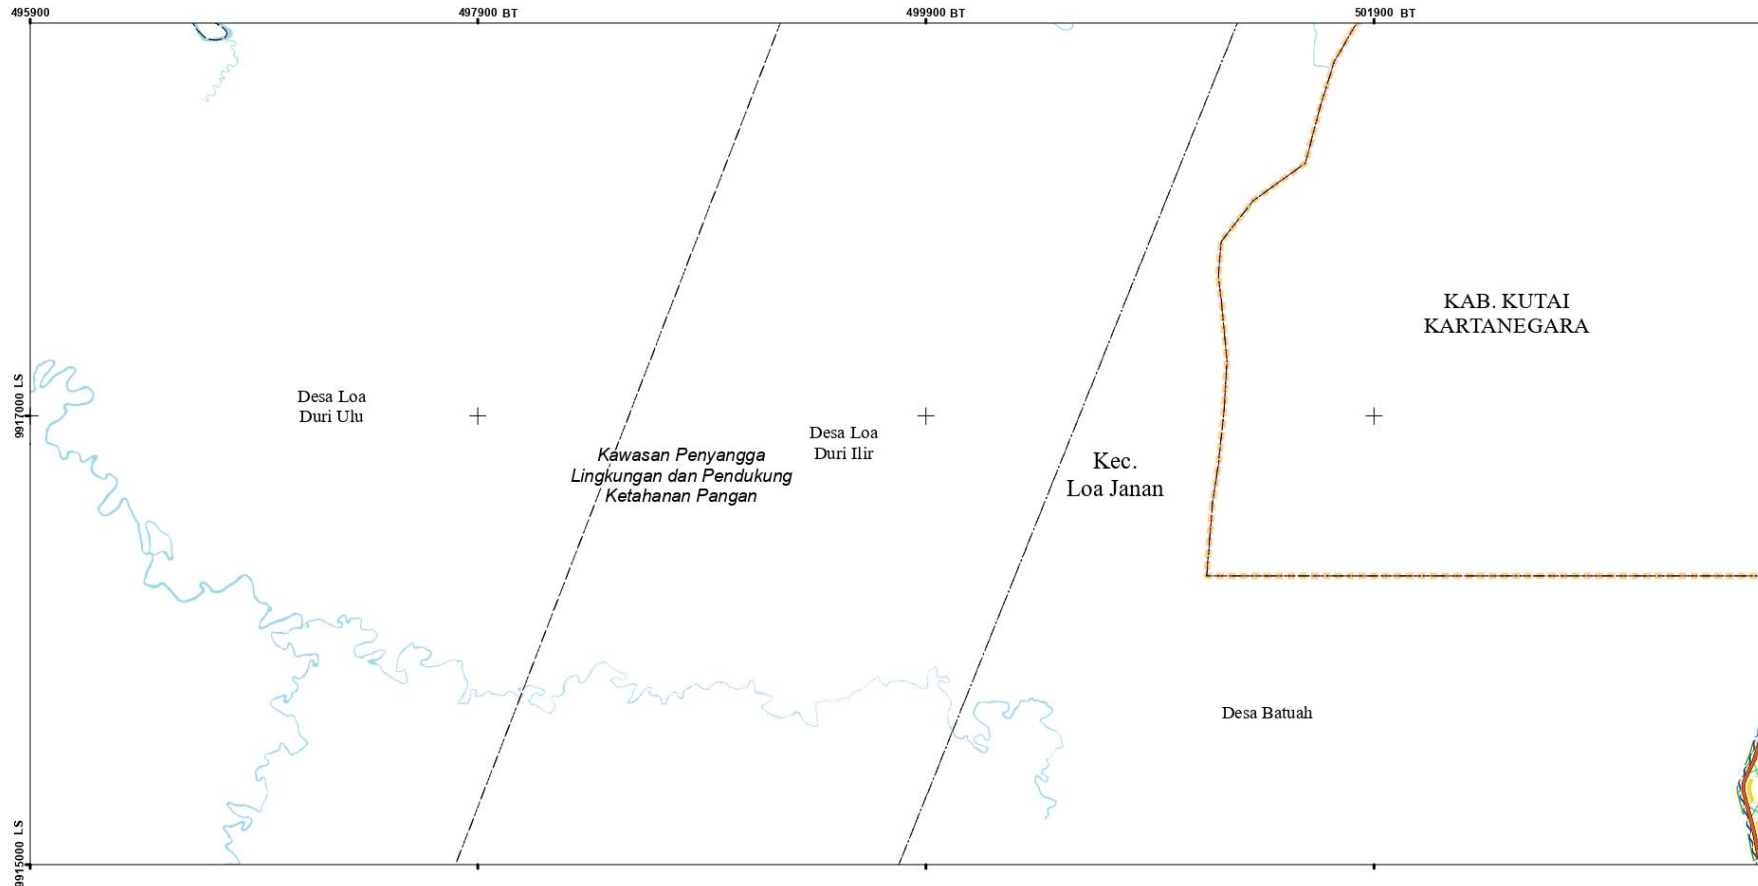 495900
497900 BT
499900 BT
501900 BT
KAB. KUTAI
KARTANEGARA
9917000 LS
Desa Loa
Duri Ulu
Desa Loa
Duri Ilir
Kawasan Penyangga
Lingkungan dan Pendukung
Ketahanan Pangan
Kec.
Loa Janan
Desa Batuah
9915000 LS